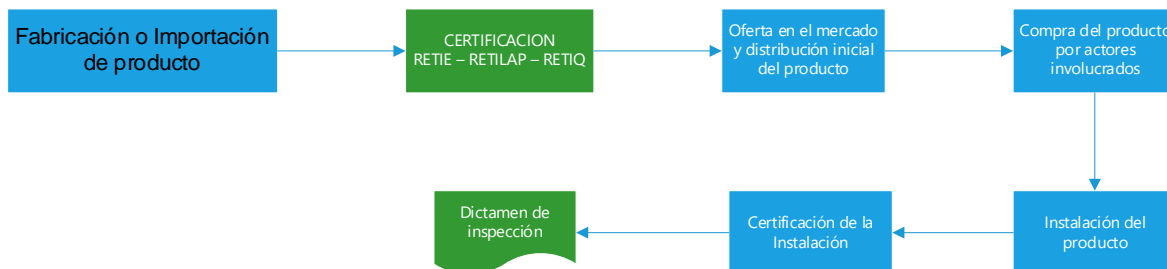 Fabricación o Importación
de producto
CERTIFICACION
RETIE – RETILAP – RETIQ
Oferta en el mercado
y distribución inicial
del producto
Compra del producto
por actores
involucrados
Dictamen de
inspección
Certificación de la
Instalación
Instalación del
producto